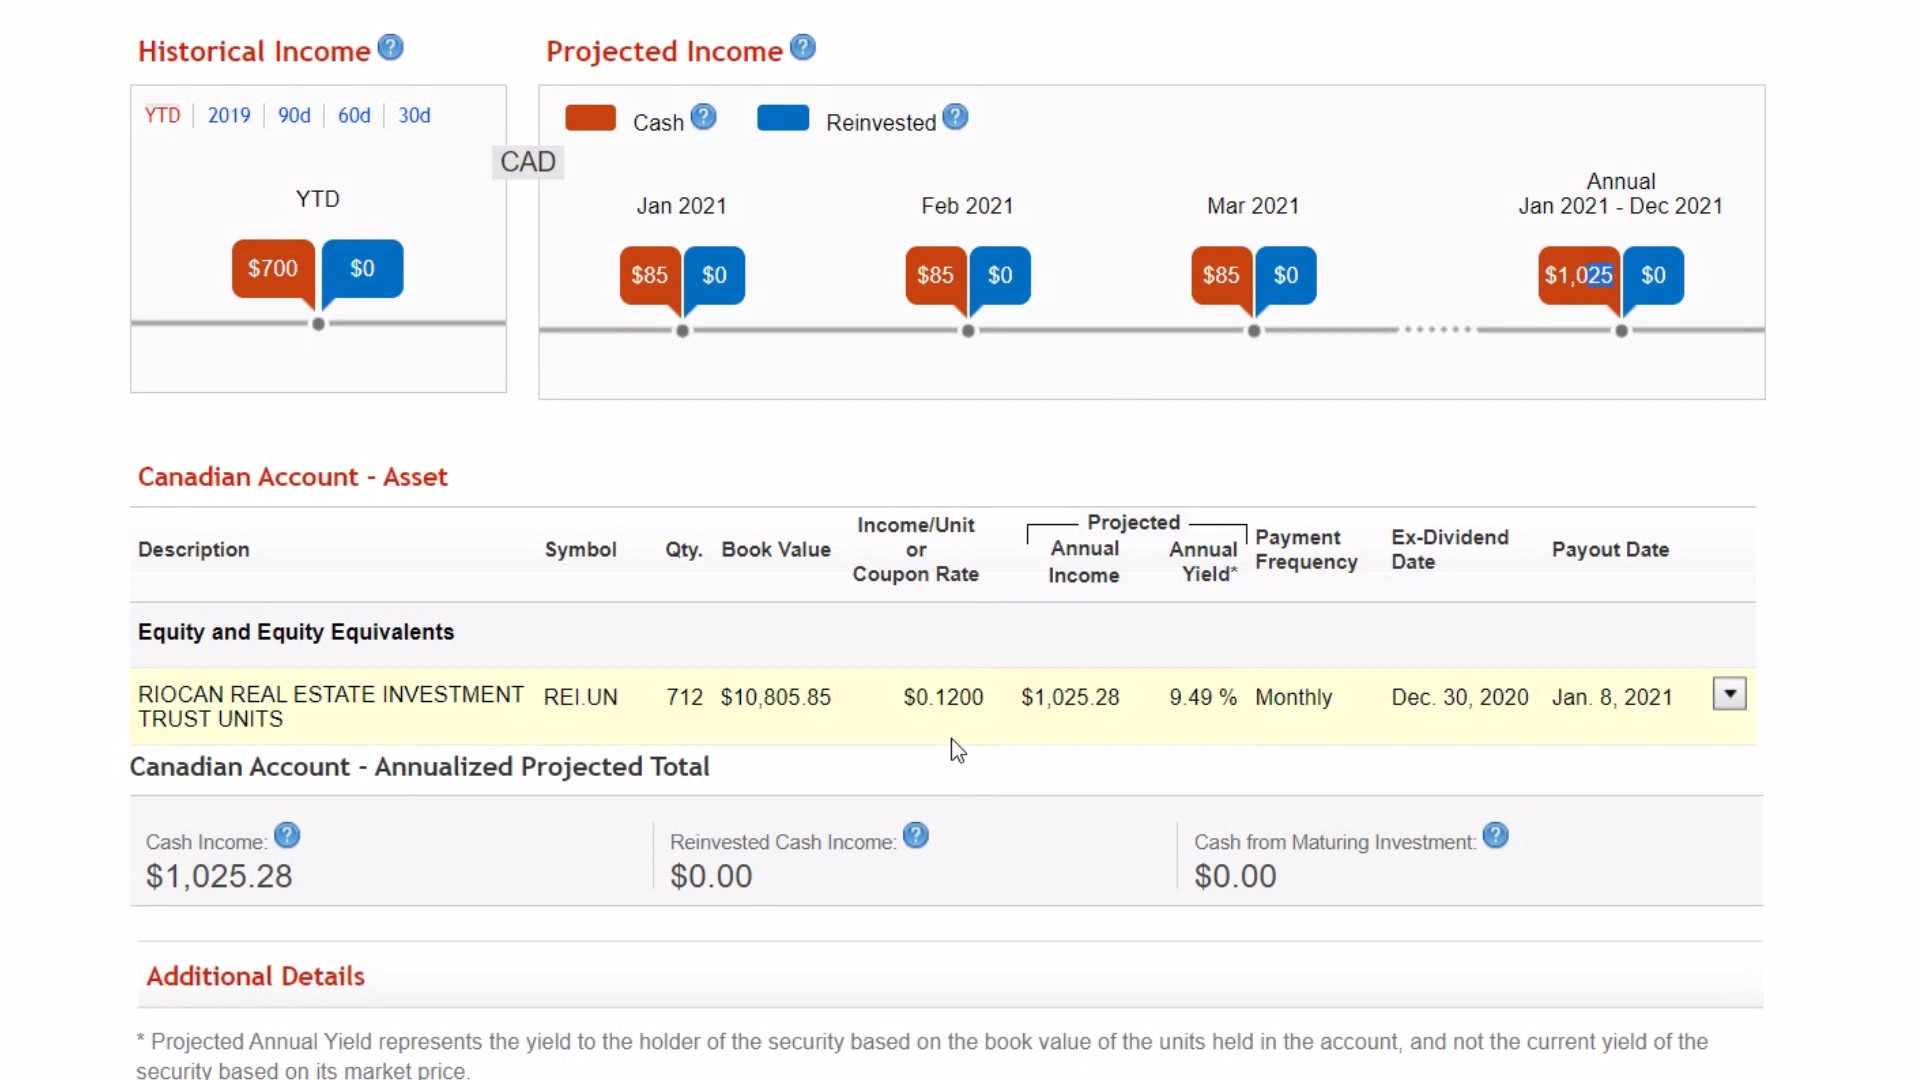 Historical Income
Projected Income
YTD 2019 90d 60d 30d
Cash Reinvested
CAD
YTD
Jan 2021 Feb 2021 Mar 2021
Annual
Jan 2021 - Dec 2021
$700 $0
$85 $0 $85 $0 $85 $0 $1,025 $0
Canadian Account - Asset
Description Symbol Qty. Book Value Income/Unit or Coupon Rate Projected Annual Income Annual Yield* Payment Frequency Ex-Dividend Date Payout Date
Equity and Equity Equivalents
RIOCAN REAL ESTATE INVESTMENT TRUST UNITS REI.UN 712 $10,805.85 $0.1200 $1,025.28 9.49 % Monthly Dec. 30, 2020 Jan. 8, 2021
Canadian Account - Annualized Projected Total
Cash Income: Reinvested Cash Income: Cash from Maturing Investment:
$1,025.28 $0.00 $0.00
Additional Details
* Projected Annual Yield represents the yield to the holder of the security based on the book value of the units held in the account, and not the current yield of the
security based on its market price.